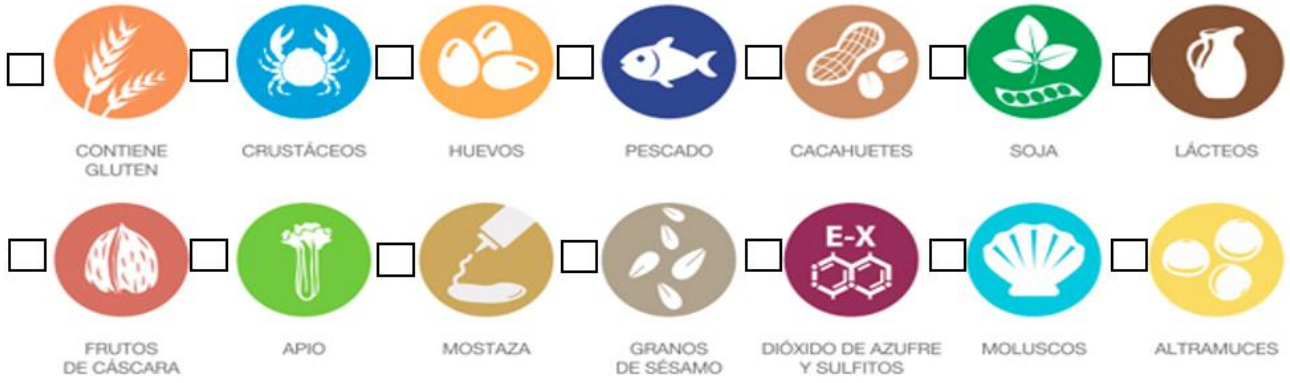 CONTIENE
GLUTEN
CRUSTÁCEOS
HUEVOS
PESCADO
CACAHUETES
SOJA
LÁCTEOS
E-X
FRUTOS
DE CÁSCARA
APIO
MOSTAZA
GRANOS
DE SÉSAMO
DIÓXIDO DE AZUFRE
Y SULFITOS
MOLUSCOS
ALTRAMUCES